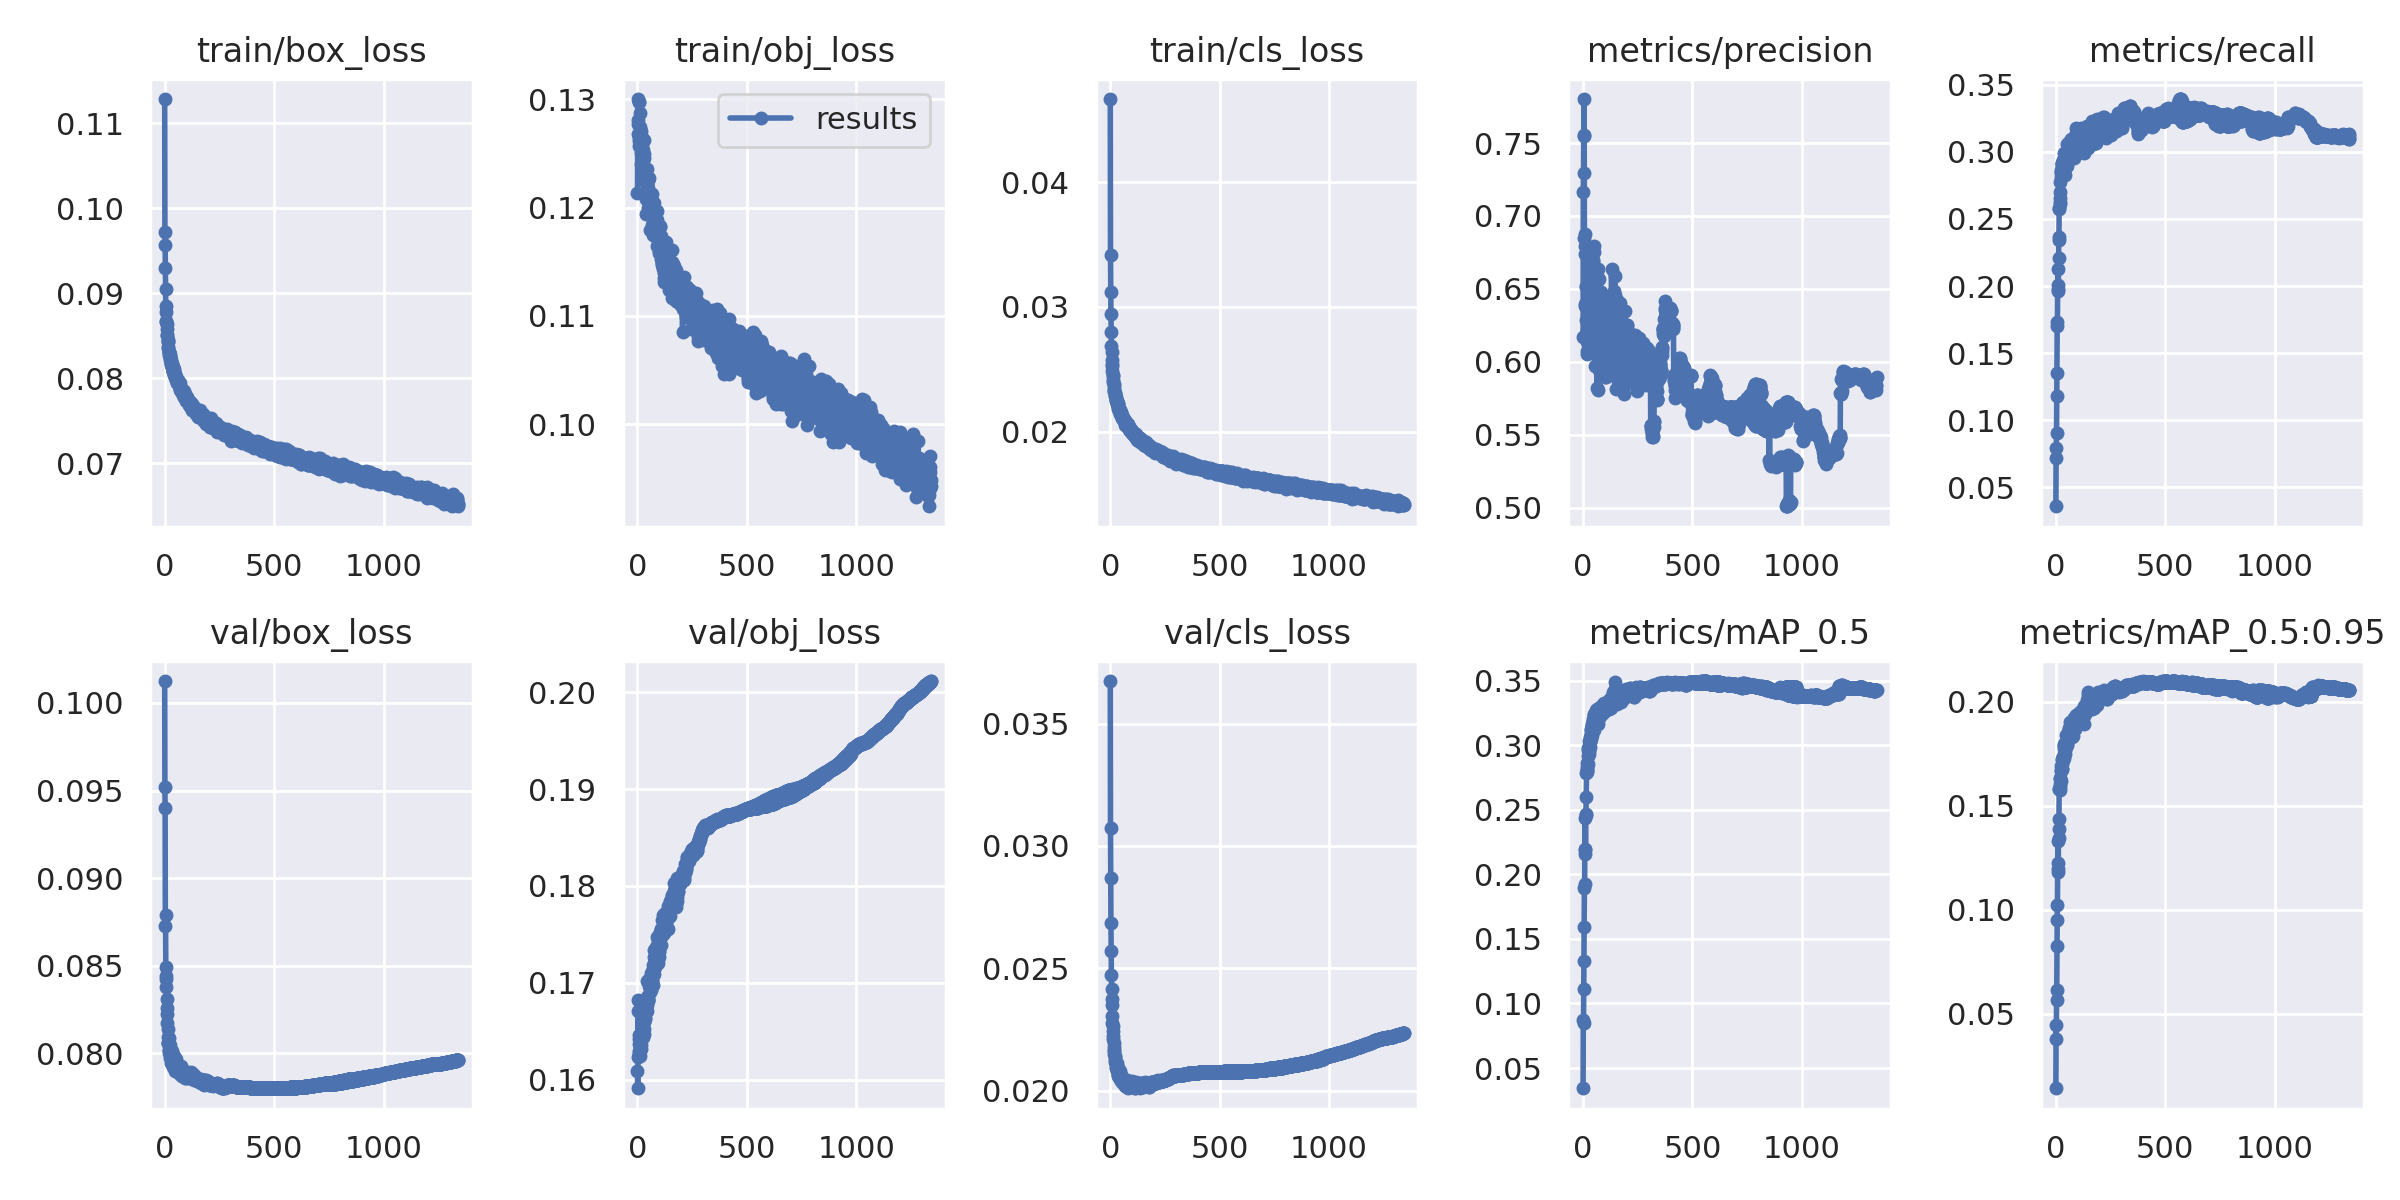 train/box_loss
train/obj_loss
train/cls_loss
metrics/precision
metrics/recall
0.11
0.10
0.09
0.08
0.07
0 500 1000
results
0.13
0.12
0.11
0.10
0 500 1000
0.04
0.03
0.02
0 500 1000
0.75
0.70
0.65
0.60
0.55
0.50
0 500 1000
0.35
0.30
0.25
0.20
0.15
0.10
0.05
0 500 1000
val/box_loss
val/obj_loss
val/cls_loss
metrics/mAP_0.5
metrics/mAP_0.5:0.95
0.100
0.095
0.090
0.085
0.080
0 500 1000
0.20
0.19
0.18
0.17
0.16
0 500 1000
0.035
0.030
0.025
0.020
0 500 1000
0.35
0.30
0.25
0.20
0.15
0.10
0.05
0 500 1000
0.20
0.15
0.10
0.05
0 500 1000